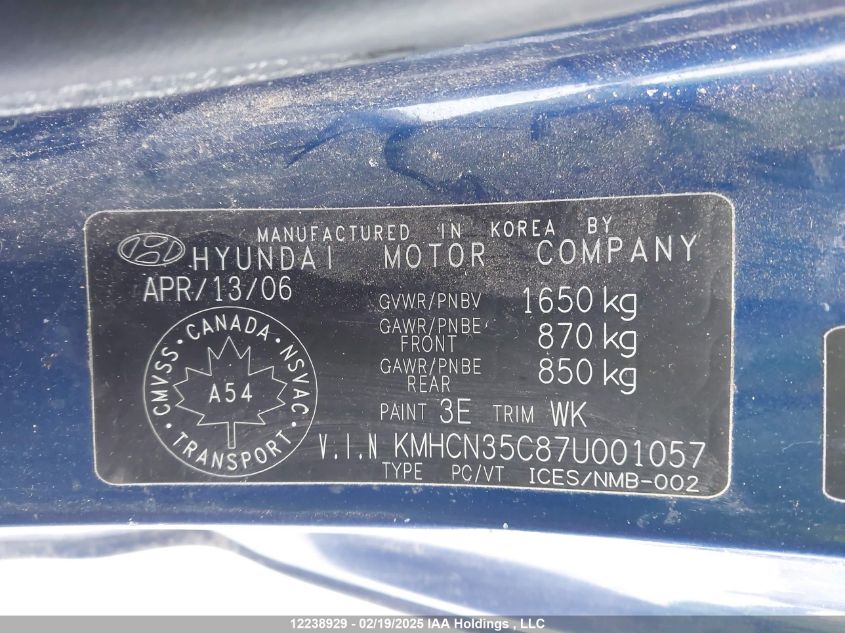 MANUFACTURED IN KOREA BY
HYUNDAI MOTOR COMPANY
APR/13/06
GVWR/PNBV 1650 kg
GAWR/PNBE FRONT 870 kg
GAWR/PNBE REAR 850 kg
PAINT 3E TRIM WK
CMVSS • CANADA • NSVAC • TRANSPORT •
A54
V.I.N KMHCN35C87U001057
TYPE PC/VT ICES/NMB-002
12238929 - 02/19/2025 IAA Holdings , LLC